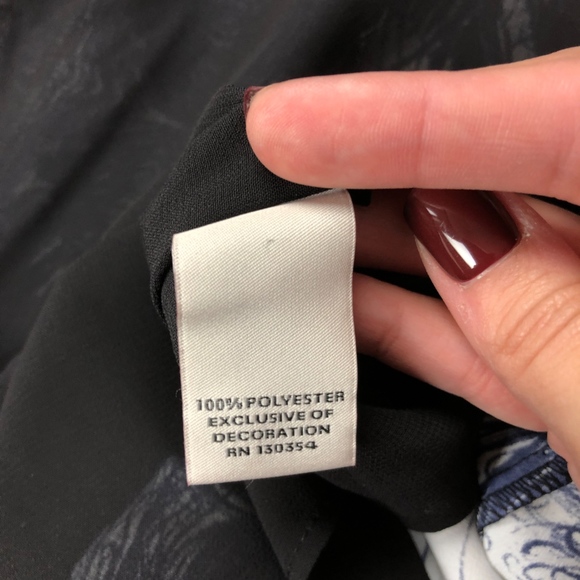 100% POLYESTER
EXCLUSIVE OF
DECORATION
RN 130354